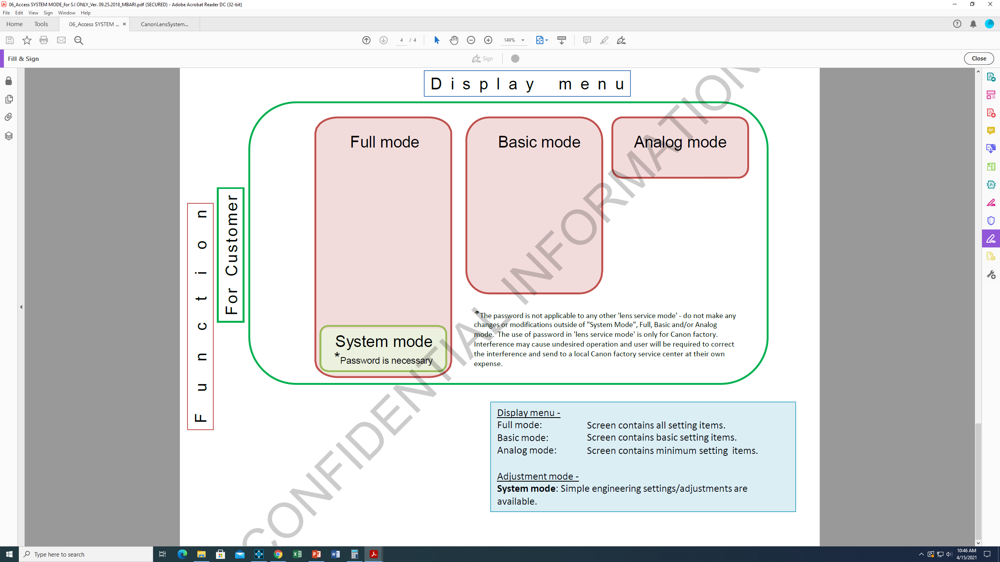 06_Access SYSTEM MODE_for S.I ONLY_Ver. 09.25.2018_MBARI.pdf (SECURED) - Adobe Acrobat Reader DC (32-bit)
File Edit View Sign Window Help
Home Tools 06_Access SYSTEM ... × CanonLensSystem...
4 / 4 149%
Fill & Sign Sign Close
Display menu
Full mode Basic mode Analog mode
Function
For Customer
System mode
*Password is necessary
*The password is not applicable to any other 'lens service mode' - do not make any
changes or modifications outside of "System Mode", Full, Basic and/or Analog
mode.  The use of password in 'lens service mode' is only for Canon factory.
Interference may cause undesired operation and user will be required to correct
the interference and send to a local Canon factory service center at their own
expense.
CONFIDENTIAL INFORMATION
Display menu -
Full mode: Screen contains all setting items.
Basic mode: Screen contains basic setting items.
Analog mode: Screen contains minimum setting  items.
Adjustment mode -
System mode: Simple engineering settings/adjustments are
available.
Type here to search
10:46 AM
4/15/2021